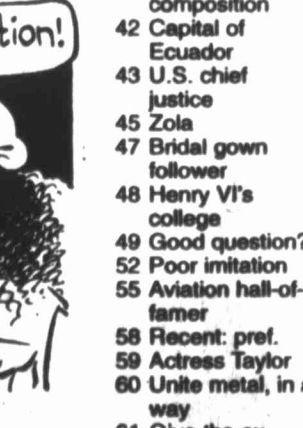 tion!
composition
42 Capital of
Ecuador
43 U.S. chief
justice
45 Zola
47 Bridal gown
follower
48 Henry VI's
college
49 Good question?
52 Poor imitation
55 Aviation hall-of-
famer
58 Recent: pref.
59 Actress Taylor
60 Unite metal, in a
way